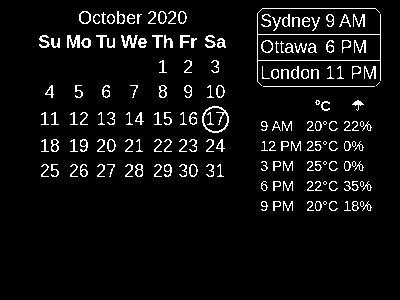 October 2020
Su Mo Tu We Th Fr Sa
1 2 3
4 5 6 7 8 9 10
11 12 13 14 15 16 17
18 19 20 21 22 23 24
25 26 27 28 29 30 31
Sydney 9 AM
Ottawa 6 PM
London 11 PM
°C ☂
9 AM 20°C 22%
12 PM 25°C 0%
3 PM 25°C 0%
6 PM 22°C 35%
9 PM 20°C 18%